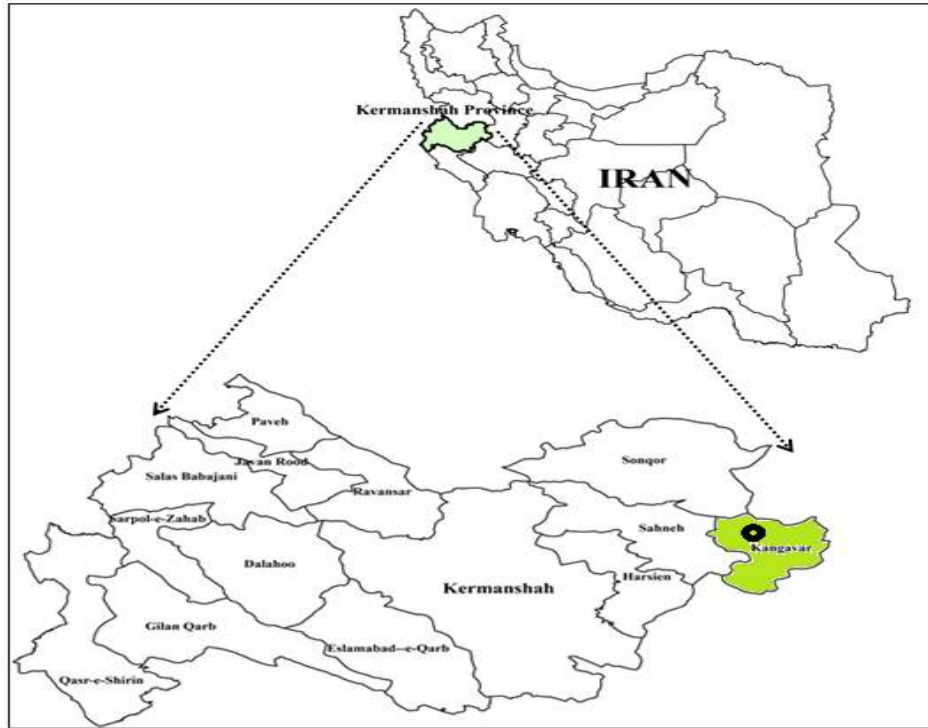 Kermanshah Province
IRAN
Paveh
Javan Rood
Salas Babajani
Ravansar
Sonqor
Sarpol-e-Zahab
Sahneh
Kangavar
Dalahoo
Harsien
Kermanshah
Gilan Qarb
Eslamabad--e-Qarb
Qasr-e-Shirin